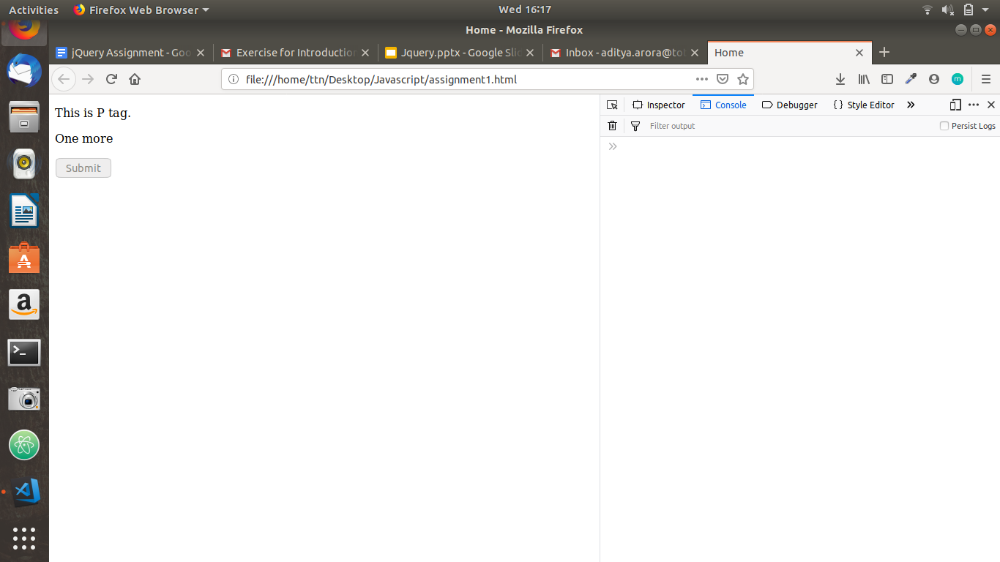 Activities Firefox Web Browser Wed 16:17
Home - Mozilla Firefox
jQuery Assignment - Goo Exercise for Introduction Jquery.pptx - Google Slid Inbox - aditya.arora@tot Home
file:///home/ttn/Desktop/Javascript/assignment1.html m
This is P tag.
One more
Submit
Inspector Console Debugger Style Editor
Filter output Persist Logs